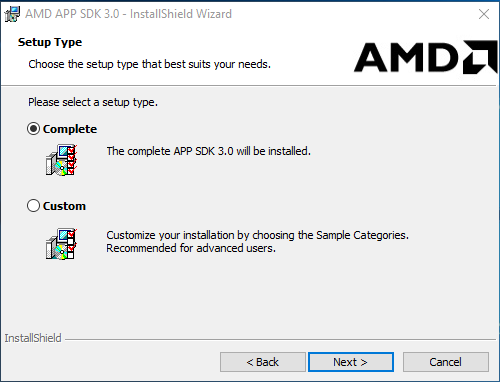 AMD APP SDK 3.0 - InstallShield Wizard
Setup Type
Choose the setup type that best suits your needs.
AMD
Please select a setup type.
Complete
The complete APP SDK 3.0 will be installed.
Custom
Customize your installation by choosing the Sample Categories.
Recommended for advanced users.
InstallShield
< Back
Next >
Cancel